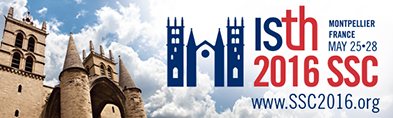 isth
MONTPELLIER
FRANCE
MAY 25•28
2016 SSC
www.SSC2016.org